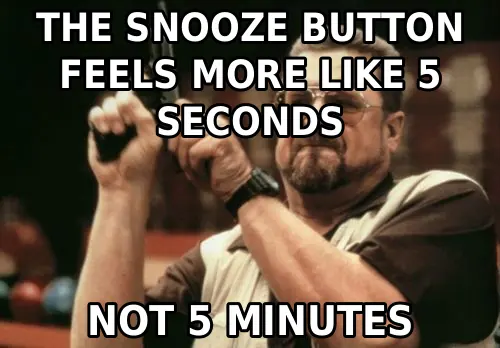 THE SNOOZE BUTTON
FEELS MORE LIKE 5
SECONDS
NOT 5 MINUTES